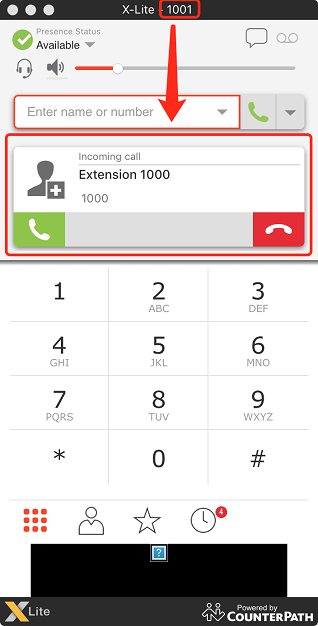 X-Lite - 1001
Presence Status
Available
Enter name or number
Incoming call
Extension 1000
1000
1 2 3
ABC DEF
4 5 6
GHI JKL MNO
7 8 9
PQRS TUV WXYZ
* 0 #
4
?
X Lite
Powered by
COUNTERPATH